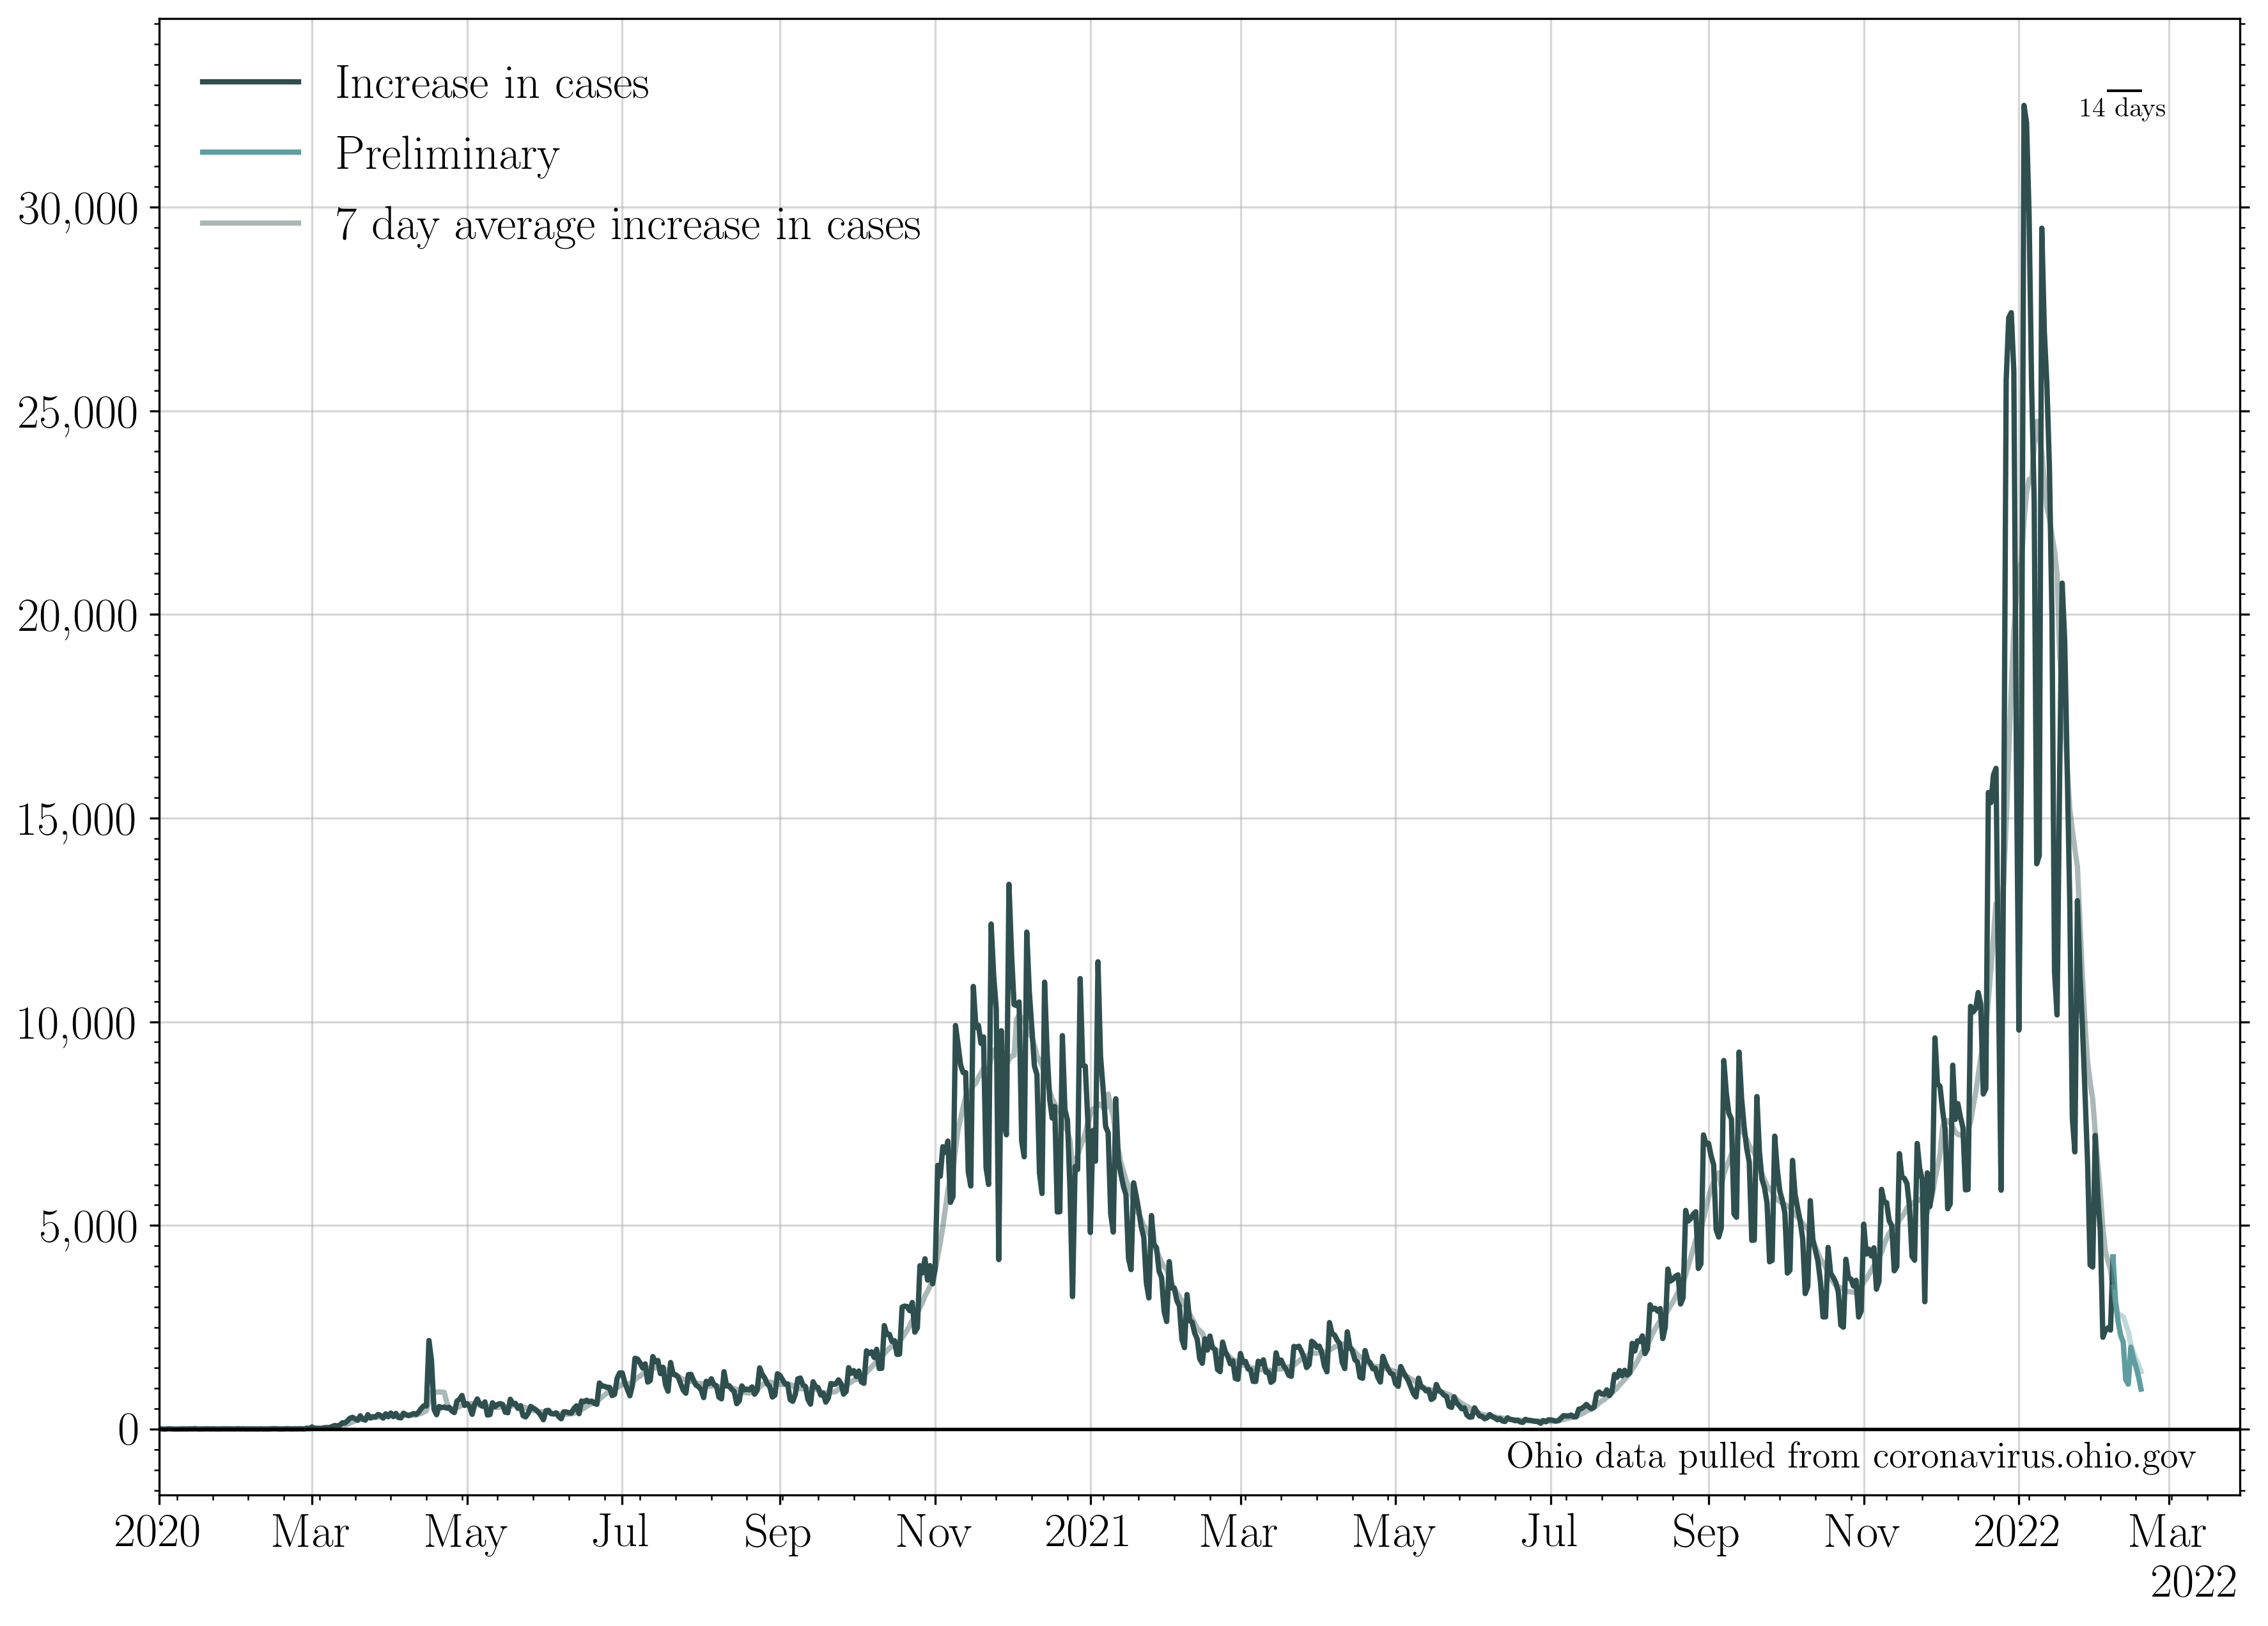 Increase in cases
Preliminary
7 day average increase in cases
14 days
30,000
25,000
20,000
15,000
10,000
5,000
0
Ohio data pulled from coronavirus.ohio.gov
2020 Mar May Jul Sep Nov 2021 Mar May Jul Sep Nov 2022 Mar
2022